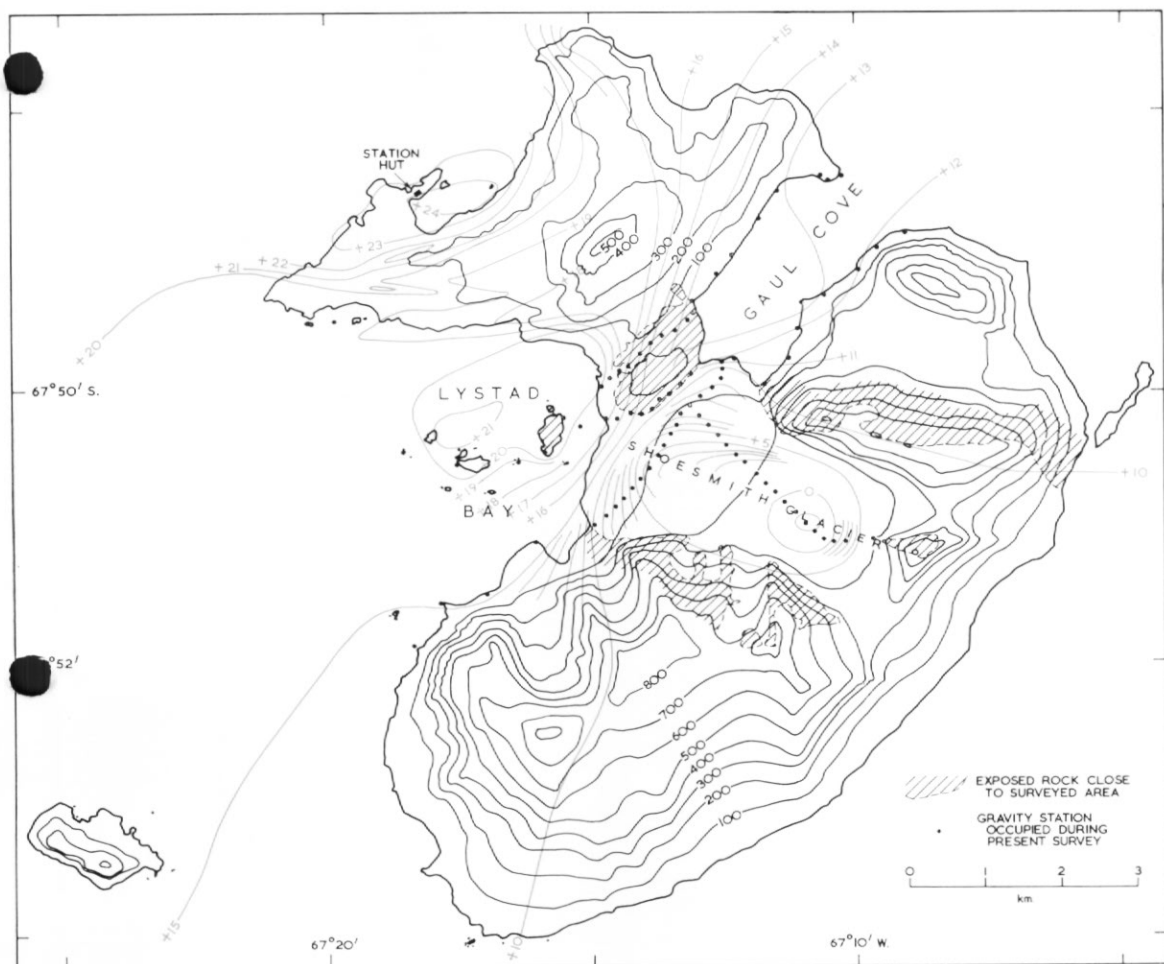 +15
+16
+14
+13
STATION
HUT
+12
+24
GAUL COVE
+19
+23
500
400
300
200
100
+22
+21
+20
+11
67°50' S.
LYSTAD
+21
+5
+10
20
+19
SHOESMITH GLACIER
0
+18
+17
BAY
+16
°52'
800
700
600
500
400
300
200
100
EXPOSED ROCK CLOSE
TO SURVEYED AREA
GRAVITY STATION
OCCUPIED DURING
PRESENT SURVEY
0 1 2 3
km
+15
+10
67°20'
67°10' W.